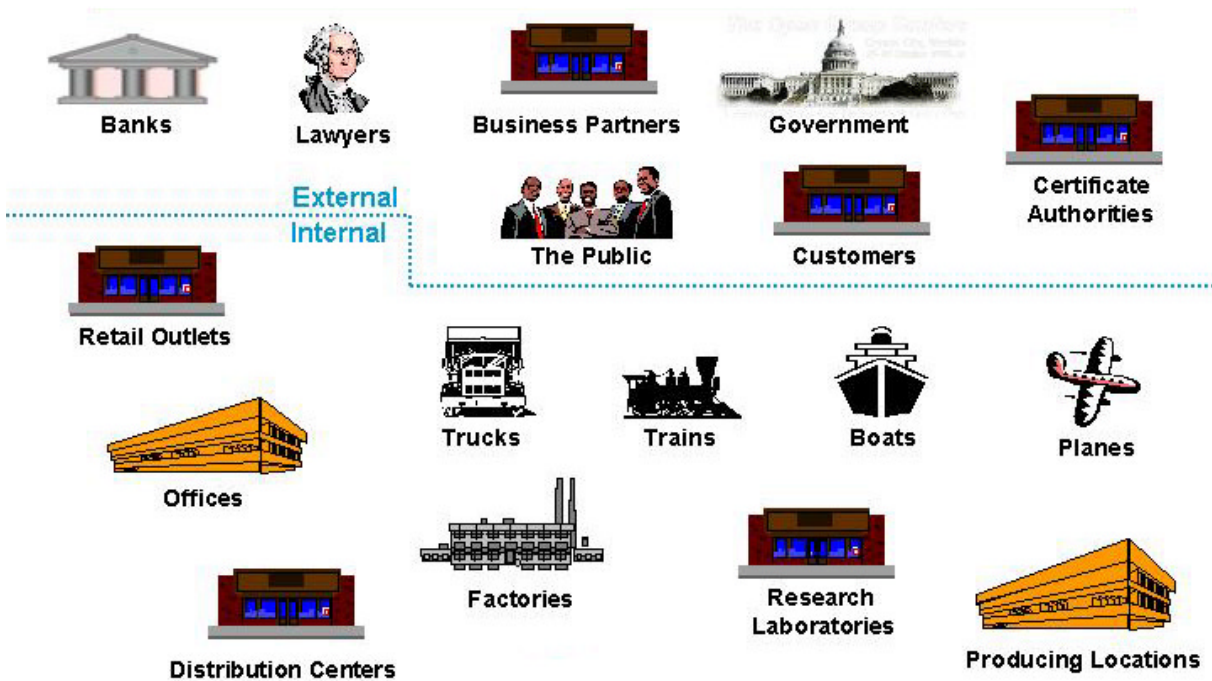 Banks
Lawyers
Business Partners
Government
Certificate
Authorities
The Public
Customers
External
Internal
Retail Outlets
Trucks
Trains
Boats
Planes
Offices
Factories
Research
Laboratories
Distribution Centers
Producing Locations